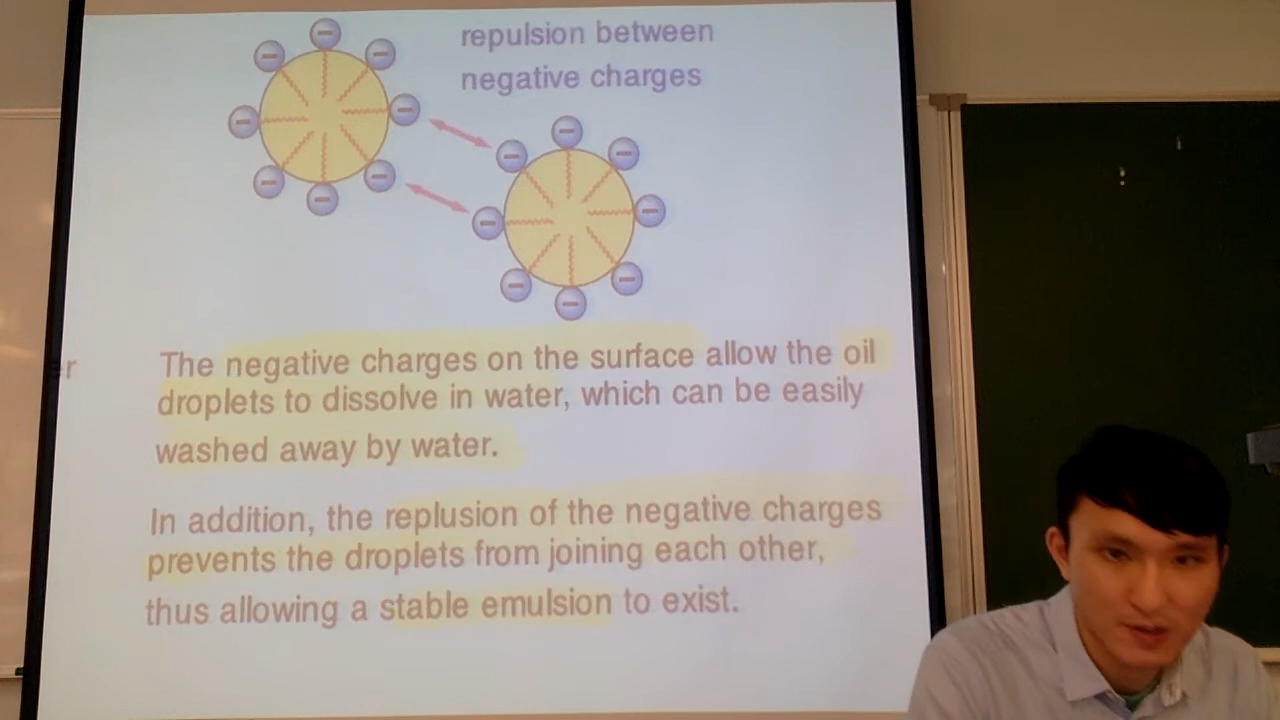 repulsion between
negative charges
The negative charges on the surface allow the oil
droplets to dissolve in water, which can be easily
washed away by water.
In addition, the replusion of the negative charges
prevents the droplets from joining each other,
thus allowing a stable emulsion to exist.